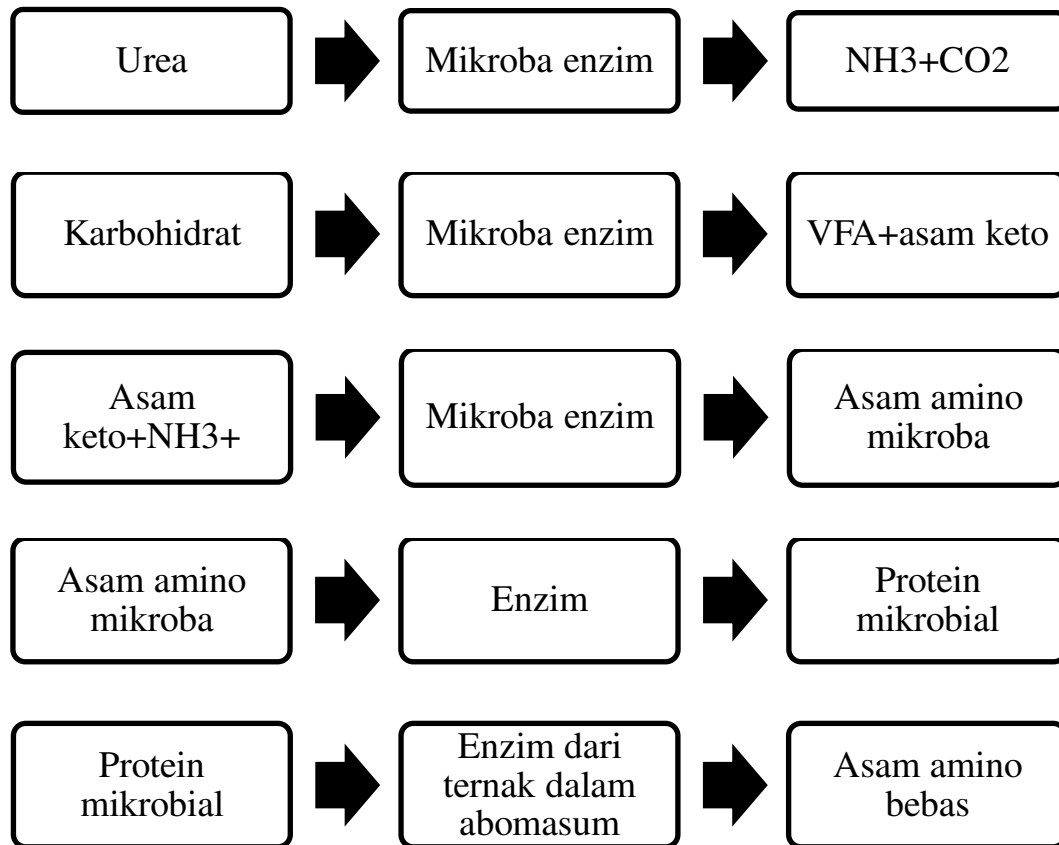 Urea
Mikroba enzim
NH3+CO2
Karbohidrat
Mikroba enzim
VFA+asam keto
Asam
keto+NH3+
Mikroba enzim
Asam amino
mikroba
Asam amino
mikroba
Enzim
Protein
mikrobial
Protein
mikrobial
Enzim dari
ternak dalam
abomasum
Asam amino
bebas